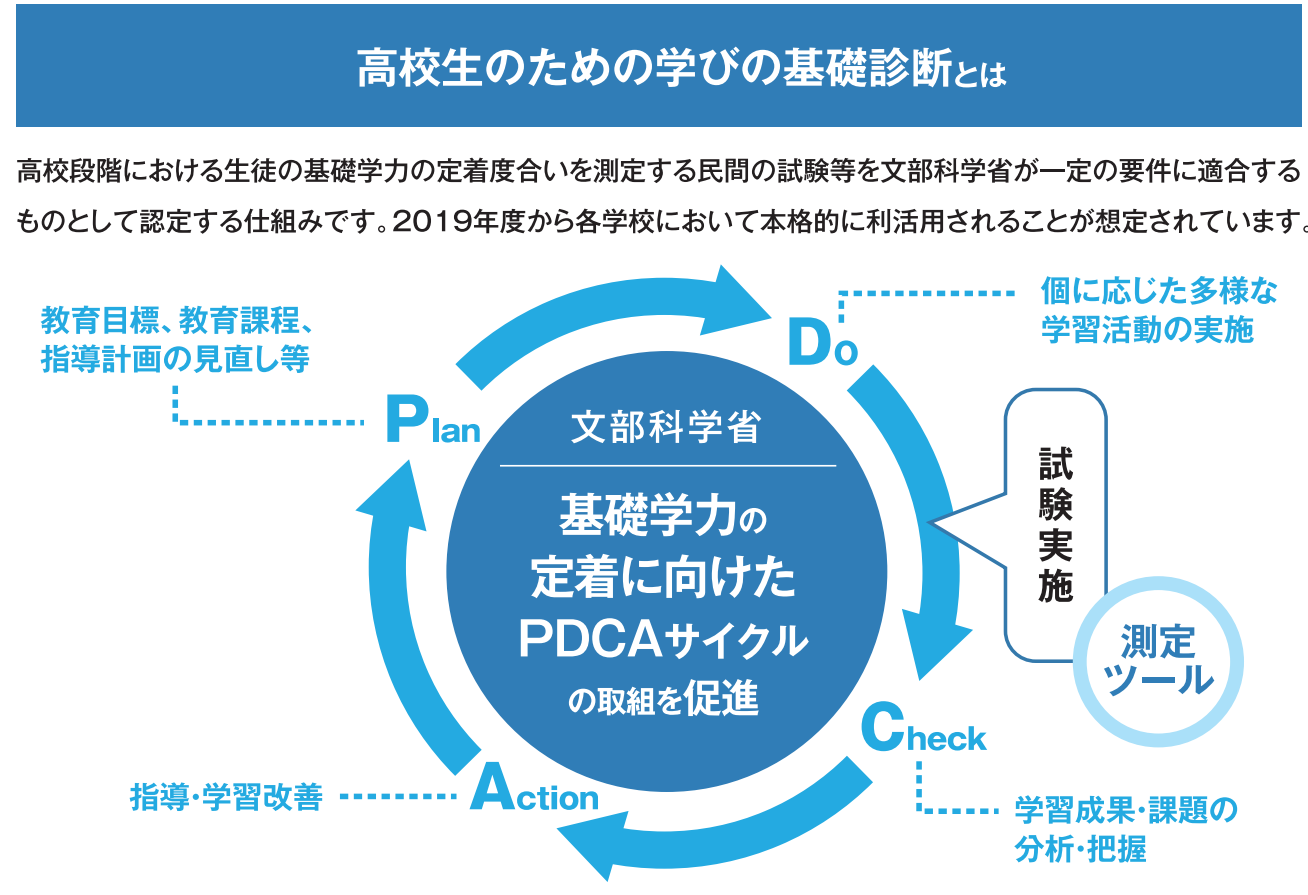 高校生のための学びの基礎診断とは
高校段階における生徒の基礎学力の定着度合いを測定する民間の試験等を文部科学省が一定の要件に適合する
ものとして認定する仕組みです。2019年度から各学校において本格的に利活用されることが想定されています。
教育目標、教育課程、
指導計画の見直し等
Plan
Do
個に応じた多様な
学習活動の実施
文部科学省
基礎学力の
定着に向けた
PDCAサイクル
の取組を促進
試験実施
測定
ツール
Check
学習成果・課題の
分析・把握
Action
指導・学習改善